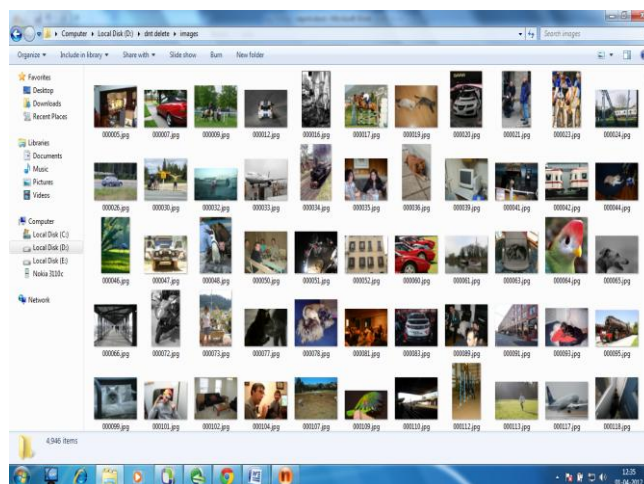 Computer ▸ Local Disk (D:) ▸ dnt delete ▸ images
Search images
Organize Include in library Share with Slide show Burn New folder
Favorites
Desktop
Downloads
Recent Places
Libraries
Documents
Music
Pictures
Videos
Computer
Local Disk (C:)
Local Disk (D:)
Local Disk (E:)
Nokia 3110c
Network
000005.jpg 000007.jpg 000009.jpg 000012.jpg 000016.jpg 000017.jpg 000019.jpg 000020.jpg 000021.jpg 000023.jpg 000024.jpg
000026.jpg 000030.jpg 000032.jpg 000033.jpg 000034.jpg 000035.jpg 000036.jpg 000039.jpg 000041.jpg 000042.jpg 000044.jpg
000046.jpg 000047.jpg 000048.jpg 000050.jpg 000051.jpg 000052.jpg 000060.jpg 000061.jpg 000063.jpg 000064.jpg 000065.jpg
000066.jpg 000072.jpg 000073.jpg 000077.jpg 000078.jpg 000081.jpg 000083.jpg 000089.jpg 000091.jpg 000093.jpg 000095.jpg
000099.jpg 000101.jpg 000102.jpg 000104.jpg 000107.jpg 000109.jpg 000110.jpg 000112.jpg 000113.jpg 000117.jpg 000118.jpg
4,946 items
12:35